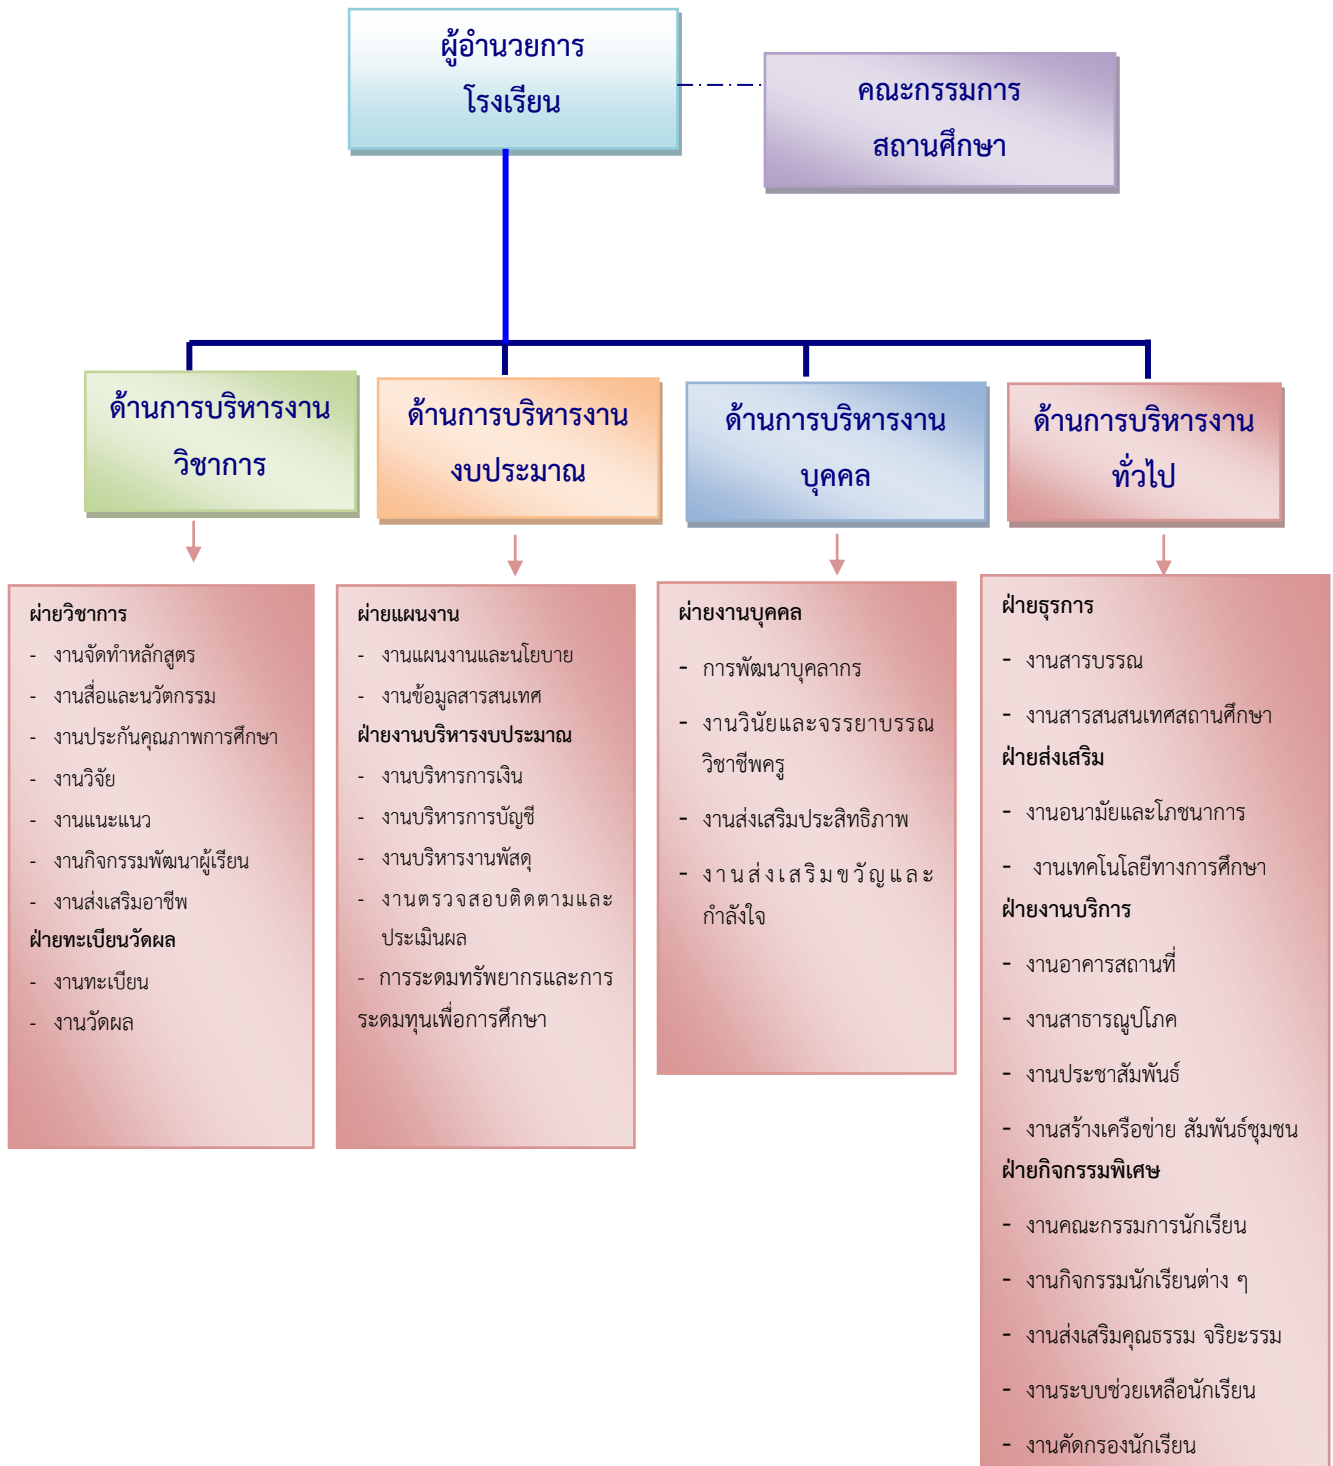 ผู้อำนวยการ
โรงเรียน
คณะกรรมการ
สถานศึกษา
ด้านการบริหารงาน
วิชาการ
ด้านการบริหารงาน
งบประมาณ
ด้านการบริหารงาน
บุคคล
ด้านการบริหารงาน
ทั่วไป
ผ่ายวิชาการ
- งานจัดทำหลักสูตร
- งานสื่อและนวัตกรรม
- งานประกันคุณภาพการศึกษา
- งานวิจัย
- งานแนะแนว
- งานกิจกรรมพัฒนาผู้เรียน
- งานส่งเสริมอาชีพ
ฝ่ายทะเบียนวัดผล
- งานทะเบียน
- งานวัดผล
ผ่ายแผนงาน
- งานแผนงานและนโยบาย
- งานข้อมูลสารสนเทศ
ฝ่ายงานบริหารงบประมาณ
- งานบริหารการเงิน
- งานบริหารการบัญชี
- งานบริหารงานพัสดุ
- งานตรวจสอบติดตามและ
ประเมินผล
- การระดมทรัพยากรและการ
ระดมทุนเพื่อการศึกษา
ผ่ายงานบุคคล
- การพัฒนาบุคลากร
- งานวินัยและจรรยาบรรณ
วิชาชีพครู
- งานส่งเสริมประสิทธิภาพ
- งานส่งเสริมขวัญและ
กำลังใจ
ฝ่ายธุรการ
- งานสารบรรณ
- งานสารสนสนเทศสถานศึกษา
ฝ่ายส่งเสริม
- งานอนามัยและโภชนาการ
- งานเทคโนโลยีทางการศึกษา
ฝ่ายงานบริการ
- งานอาคารสถานที่
- งานสาธารณูปโภค
- งานประชาสัมพันธ์
- งานสร้างเครือข่าย สัมพันธ์ชุมชน
ฝ่ายกิจกรรมพิเศษ
- งานคณะกรรมการนักเรียน
- งานกิจกรรมนักเรียนต่าง ๆ
- งานส่งเสริมคุณธรรม จริยะรรม
- งานระบบช่วยเหลือนักเรียน
- งานคัดกรองนักเรียน